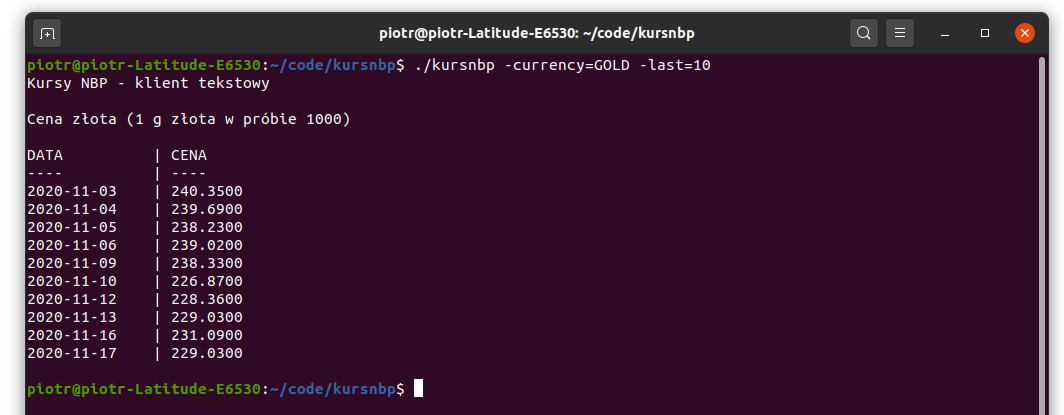 piotr@piotr-Latitude-E6530: ~/code/kursnbp
piotr@piotr-Latitude-E6530:~/code/kursnbp$ ./kursnbp -currency=GOLD -last=10
Kursy NBP - klient tekstowy
Cena złota (1 g złota w próbie 1000)
DATA          | CENA
----          | ----
2020-11-03    | 240.3500
2020-11-04    | 239.6900
2020-11-05    | 238.2300
2020-11-06    | 239.0200
2020-11-09    | 238.3300
2020-11-10    | 226.8700
2020-11-12    | 228.3600
2020-11-13    | 229.0300
2020-11-16    | 231.0900
2020-11-17    | 229.0300
piotr@piotr-Latitude-E6530:~/code/kursnbp$